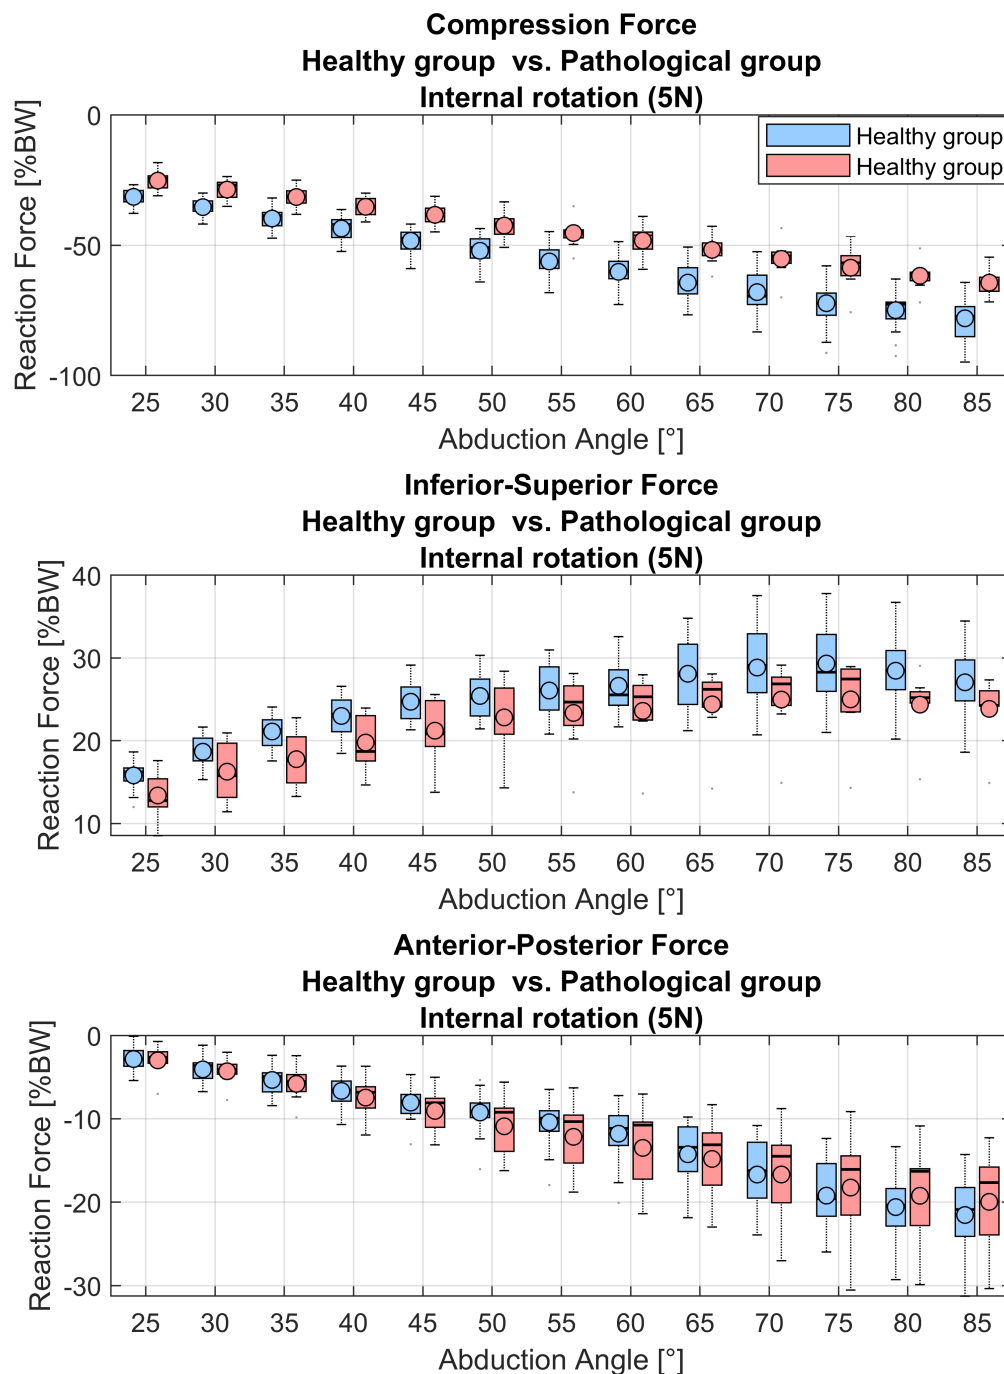 Compression Force
Healthy group  vs. Pathological group
Internal rotation (5N)
Reaction Force [%BW]
0
-50
-100
Healthy group
Healthy group
25 30 35 40 45 50 55 60 65 70 75 80 85
Abduction Angle [°]
Inferior-Superior Force
Healthy group  vs. Pathological group
Internal rotation (5N)
Reaction Force [%BW]
40
30
20
10
25 30 35 40 45 50 55 60 65 70 75 80 85
Abduction Angle [°]
Anterior-Posterior Force
Healthy group  vs. Pathological group
Internal rotation (5N)
Reaction Force [%BW]
0
-10
-20
-30
25 30 35 40 45 50 55 60 65 70 75 80 85
Abduction Angle [°]